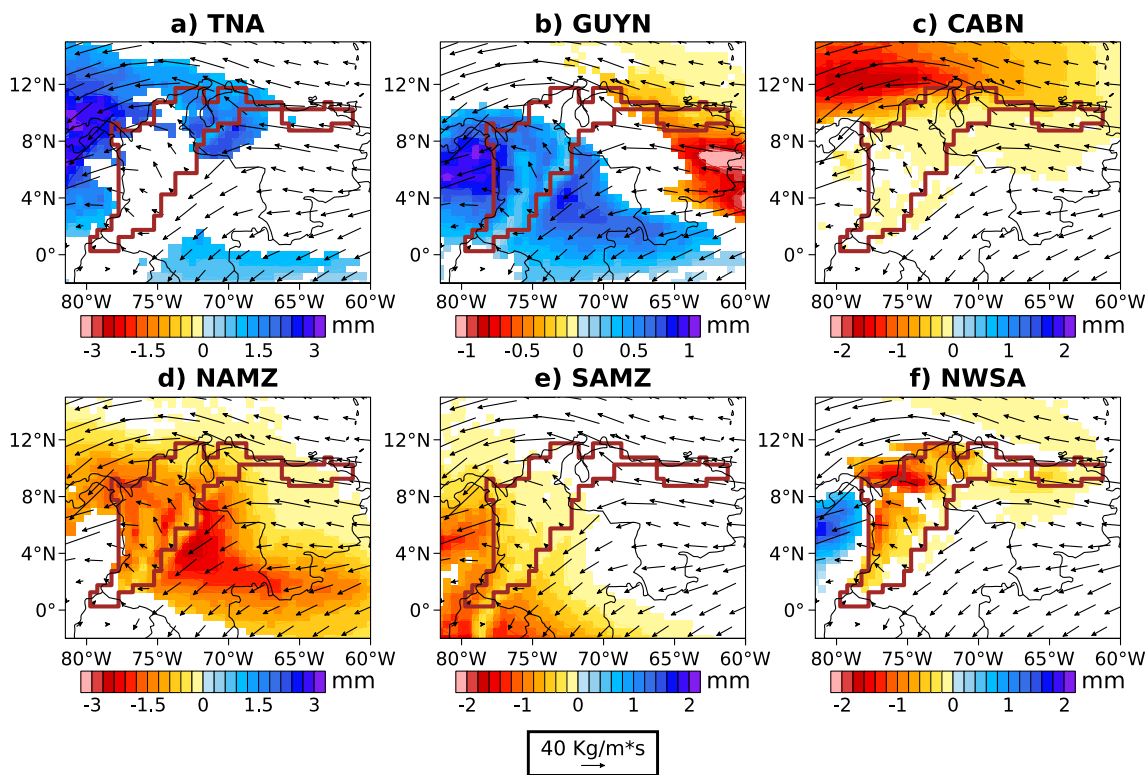 a) TNA
b) GUYN
c) CABN
12°N
8°N
4°N
0°
12°N
8°N
4°N
0°
12°N
8°N
4°N
0°
80°W 75°W 70°W 65°W 60°W
80°W 75°W 70°W 65°W 60°W
80°W 75°W 70°W 65°W 60°W
-3 -1.5 0 1.5 3 mm
-1 -0.5 0 0.5 1 mm
-2 -1 0 1 2 mm
d) NAMZ
e) SAMZ
f) NWSA
12°N
8°N
4°N
0°
12°N
8°N
4°N
0°
12°N
8°N
4°N
0°
80°W 75°W 70°W 65°W 60°W
80°W 75°W 70°W 65°W 60°W
80°W 75°W 70°W 65°W 60°W
-3 -1.5 0 1.5 3 mm
-2 -1 0 1 2 mm
-2 -1 0 1 2 mm
40 Kg/m*s